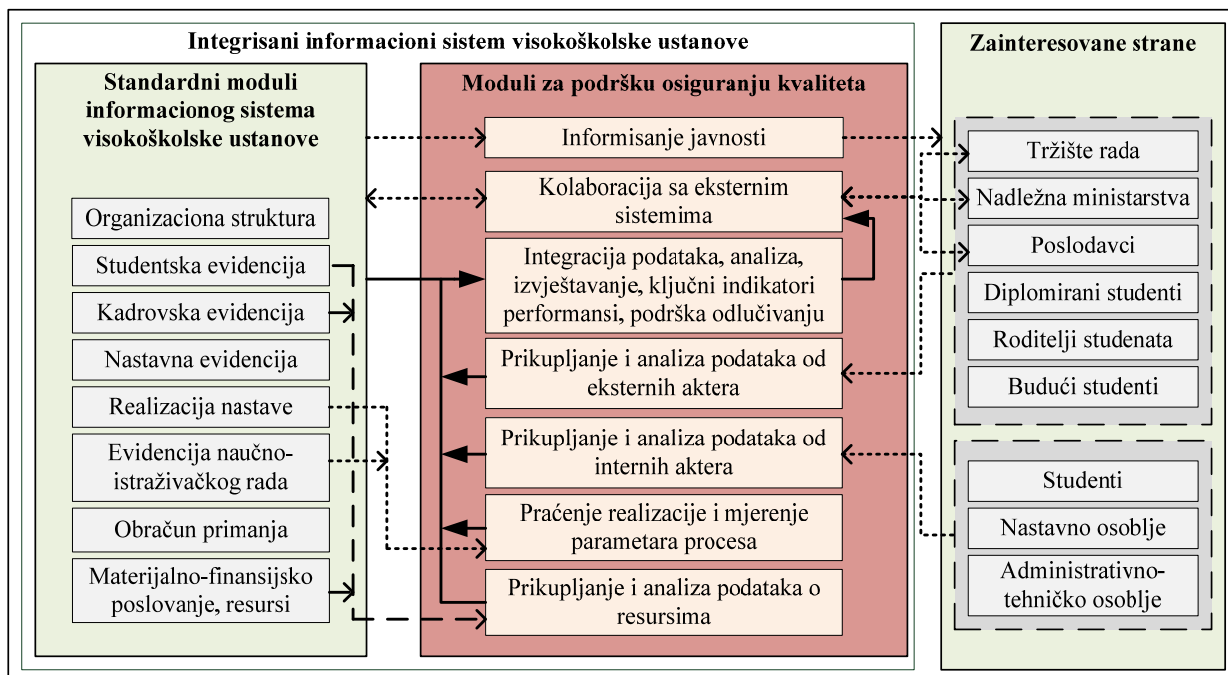 Integrisani informacioni sistem visokoškolske ustanove
Standardni moduli
informacionog sistema
visokoškolske ustanove
Organizaciona struktura
Studentska evidencija
Kadrovska evidencija
Nastavna evidencija
Realizacija nastave
Evidencija naučno-
istraživačkog rada
Obračun primanja
Materijalno-finansijsko
poslovanje, resursi
Moduli za podršku osiguranju kvaliteta
Informisanje javnosti
Kolaboracija sa eksternim
sistemima
Integracija podataka, analiza,
izvještavanje, ključni indikatori
performansi, podrška odlučivanju
Prikupljanje i analiza podataka od
eksternih aktera
Prikupljanje i analiza podataka od
internih aktera
Praćenje realizacije i mjerenje
parametara procesa
Prikupljanje i analiza podataka o
resursima
Zainteresovane strane
Tržište rada
Nadležna ministarstva
Poslodavci
Diplomirani studenti
Roditelji studenata
Budući studenti
Studenti
Nastavno osoblje
Administrativno-
tehničko osoblje